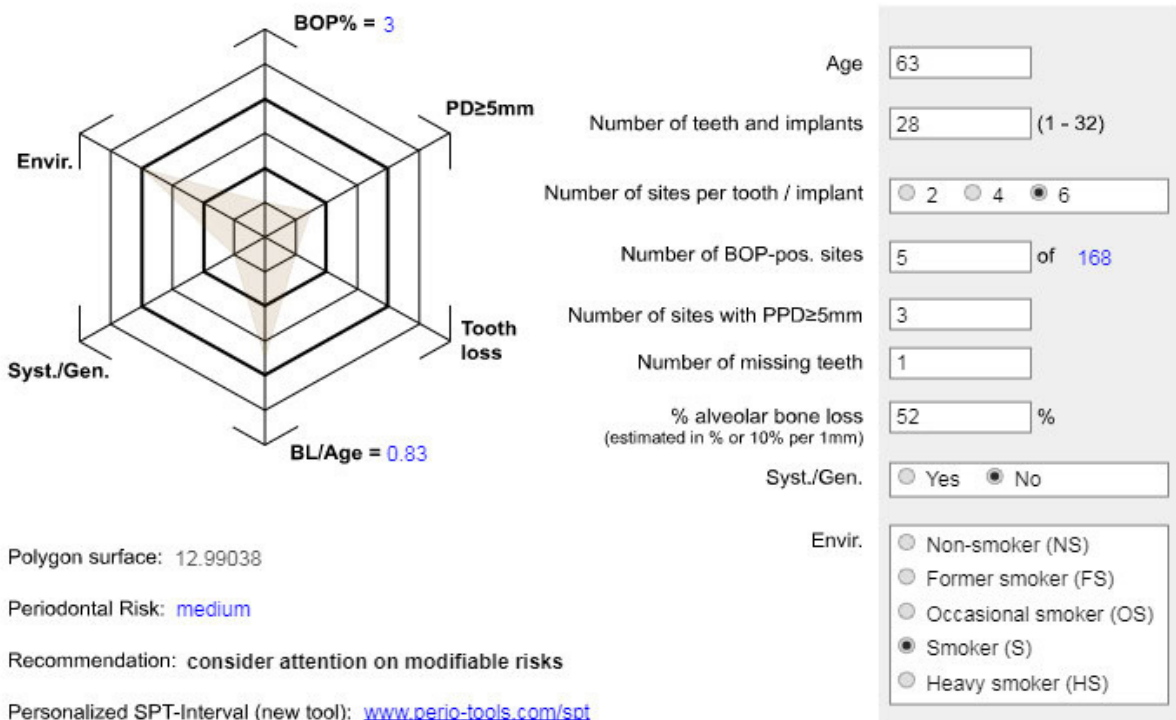 BOP% = 3
PD≥5mm
Envir.
Tooth
loss
Syst./Gen.
BL/Age = 0.83
Age 63
Number of teeth and implants 28 (1 - 32)
Number of sites per tooth / implant 2 4 6
Number of BOP-pos. sites 5 of 168
Number of sites with PPD≥5mm 3
Number of missing teeth 1
% alveolar bone loss 52 %
(estimated in % or 10% per 1mm)
Syst./Gen. Yes No
Envir. Non-smoker (NS)
Former smoker (FS)
Occasional smoker (OS)
Smoker (S)
Heavy smoker (HS)
Polygon surface: 12.99038
Periodontal Risk: medium
Recommendation: consider attention on modifiable risks
Personalized SPT-Interval (new tool): www.perio-tools.com/spt